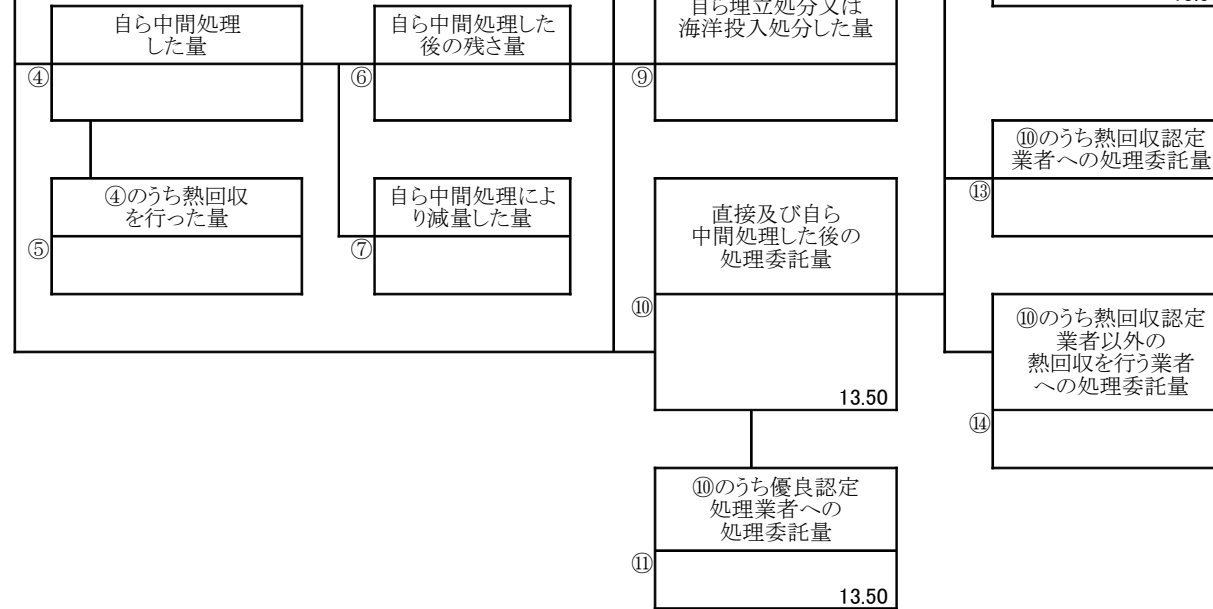 自ら中間処理
した量
④
⑤
④のうち熱回収
を行った量
自ら中間処理した
後の残さ量
⑥
自ら中間処理によ
り減量した量
⑦
自ら埋立処分又は
海洋投入処分した量
⑨
直接及び自ら
中間処理した後の
処理委託量
⑩
13.50
⑩のうち優良認定
処理業者への
処理委託量
⑪
13.50
⑩のうち熱回収認定
業者への処理委託量
⑬
⑩のうち熱回収認定
業者以外の
熱回収を行う業者
への処理委託量
⑭